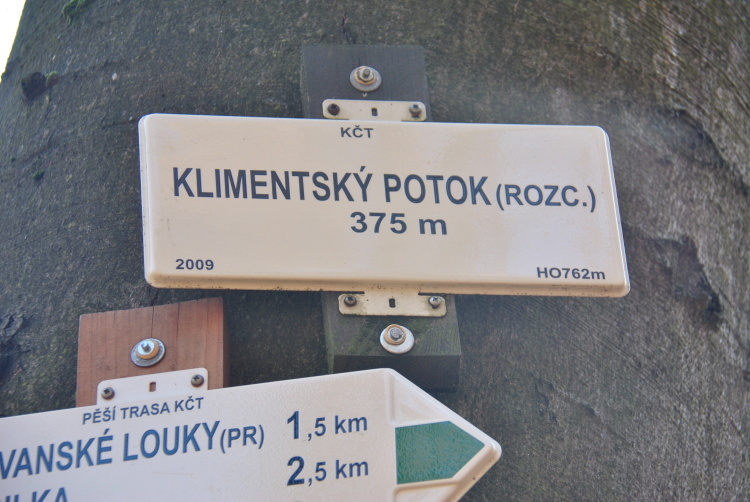 KČT
KLIMENTSKÝ POTOK (ROZC.)
375 m
2009 HO762m
PĚŠÍ TRASA KČT
VANSKÉ LOUKY (PR) 1,5 km
2,5 km